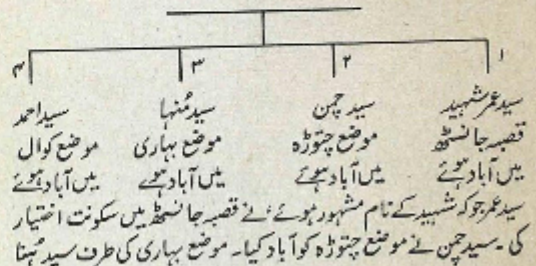 ۱ ۲ ۳ ۴
سید عمر شہید سید چمن سید مُنہا سید احمد
قصبہ جانسٹھ موضع چتوڑہ موضع بہاری موضع کوال
میں آباد ہوئے میں آباد ہوئے میں آباد ہوئے میں آباد ہوئے
سید عمر جو کہ شہید کے نام مشہور ہوئے نے قصبہ جانسٹھ میں سکونت اختیار
کی۔ سید چمن نے موضع چتوڑہ کو آباد کیا۔ موضع بہاری کی طرف سید ہُنا